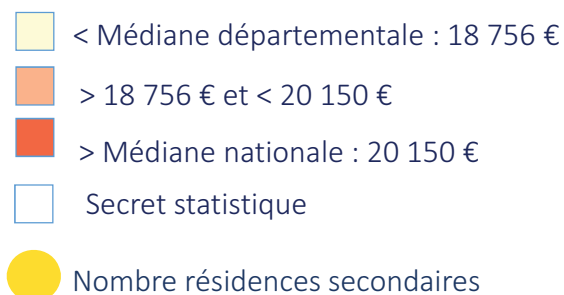 < Médiane départementale : 18 756 €
> 18 756 € et < 20 150 €
> Médiane nationale : 20 150 €
Secret statistique
Nombre résidences secondaires